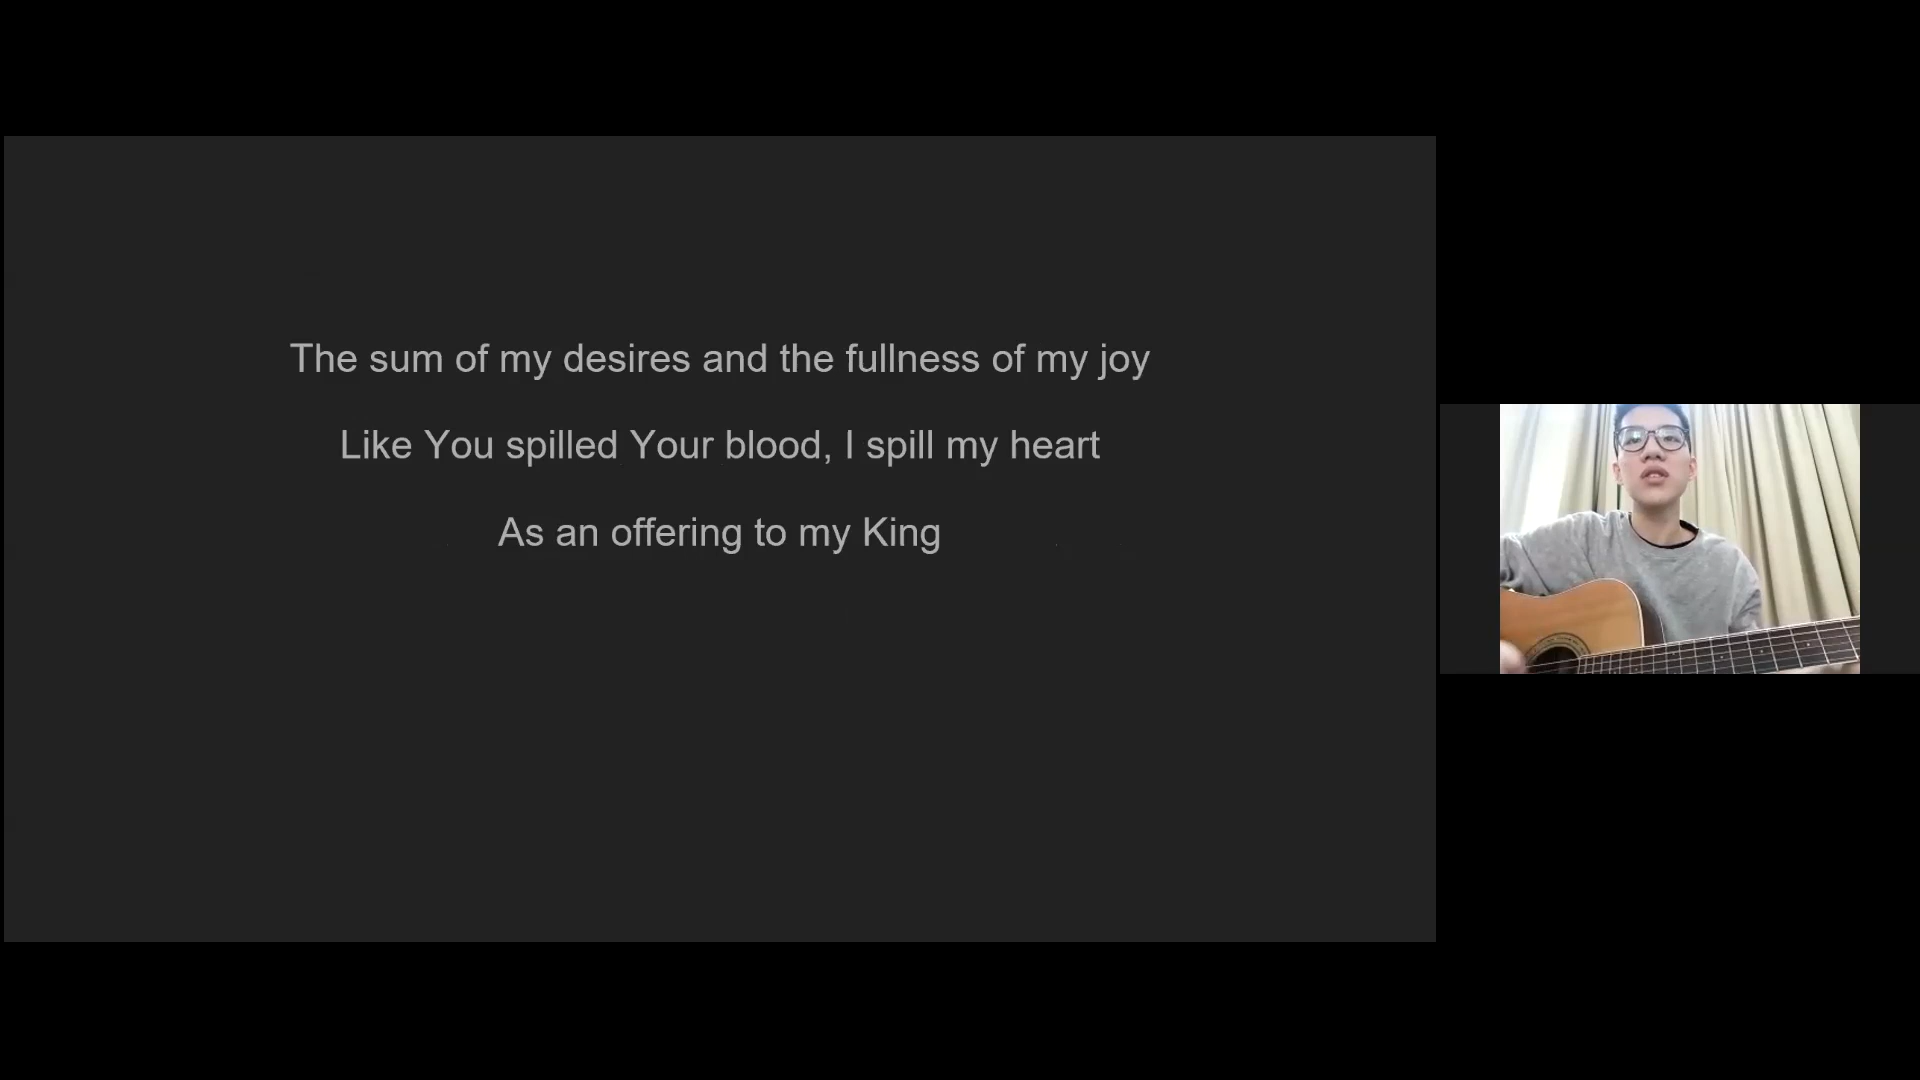 The sum of my desires and the fullness of my joy
Like You spilled Your blood, I spill my heart
As an offering to my King